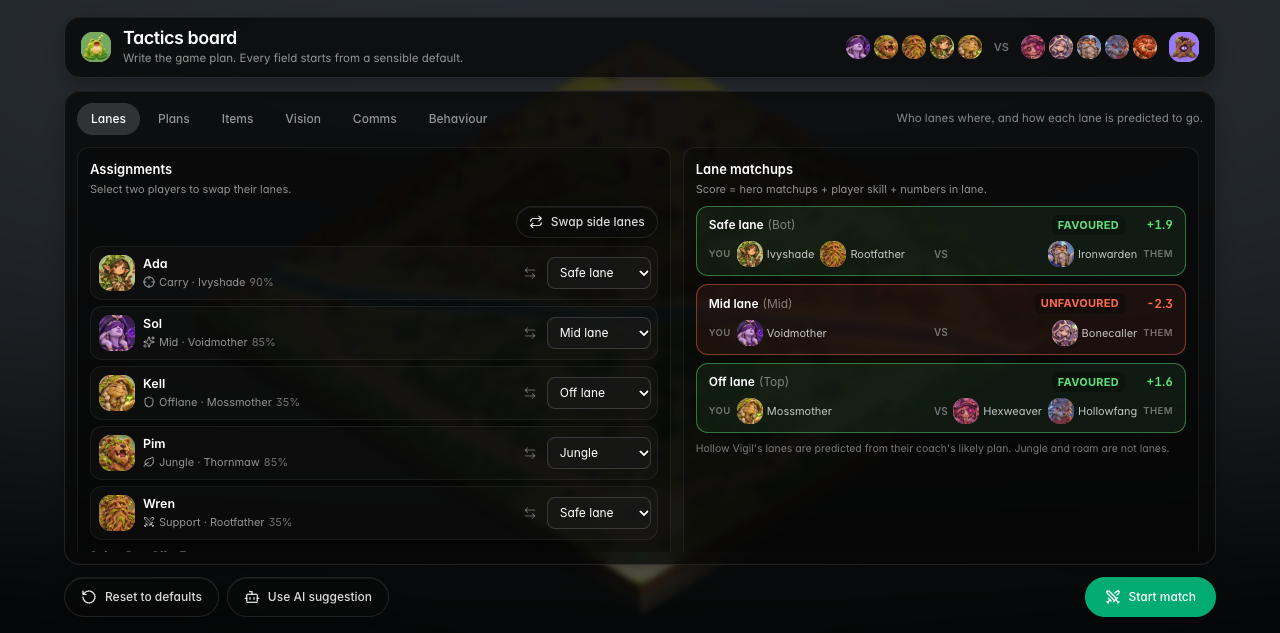 Tactics board
Write the game plan. Every field starts from a sensible default.
VS
Lanes
Plans
Items
Vision
Comms
Behaviour
Who lanes where, and how each lane is predicted to go.
Assignments
Select two players to swap their lanes.
Swap side lanes
Ada
Carry · Ivyshade 90%
Safe lane
Sol
Mid · Voidmother 85%
Mid lane
Kell
Offlane · Mossmother 35%
Off lane
Pim
Jungle · Thornmaw 85%
Jungle
Wren
Support · Rootfather 35%
Safe lane
Lane matchups
Score = hero matchups + player skill + numbers in lane.
Safe lane (Bot) FAVOURED +1.9
YOU Ivyshade Rootfather VS Ironwarden THEM
Mid lane (Mid) UNFAVOURED -2.3
YOU Voidmother VS Bonecaller THEM
Off lane (Top) FAVOURED +1.6
YOU Mossmother VS Hexweaver Hollowfang THEM
Hollow Vigil's lanes are predicted from their coach's likely plan. Jungle and roam are not lanes.
Reset to defaults
Use AI suggestion
Start match